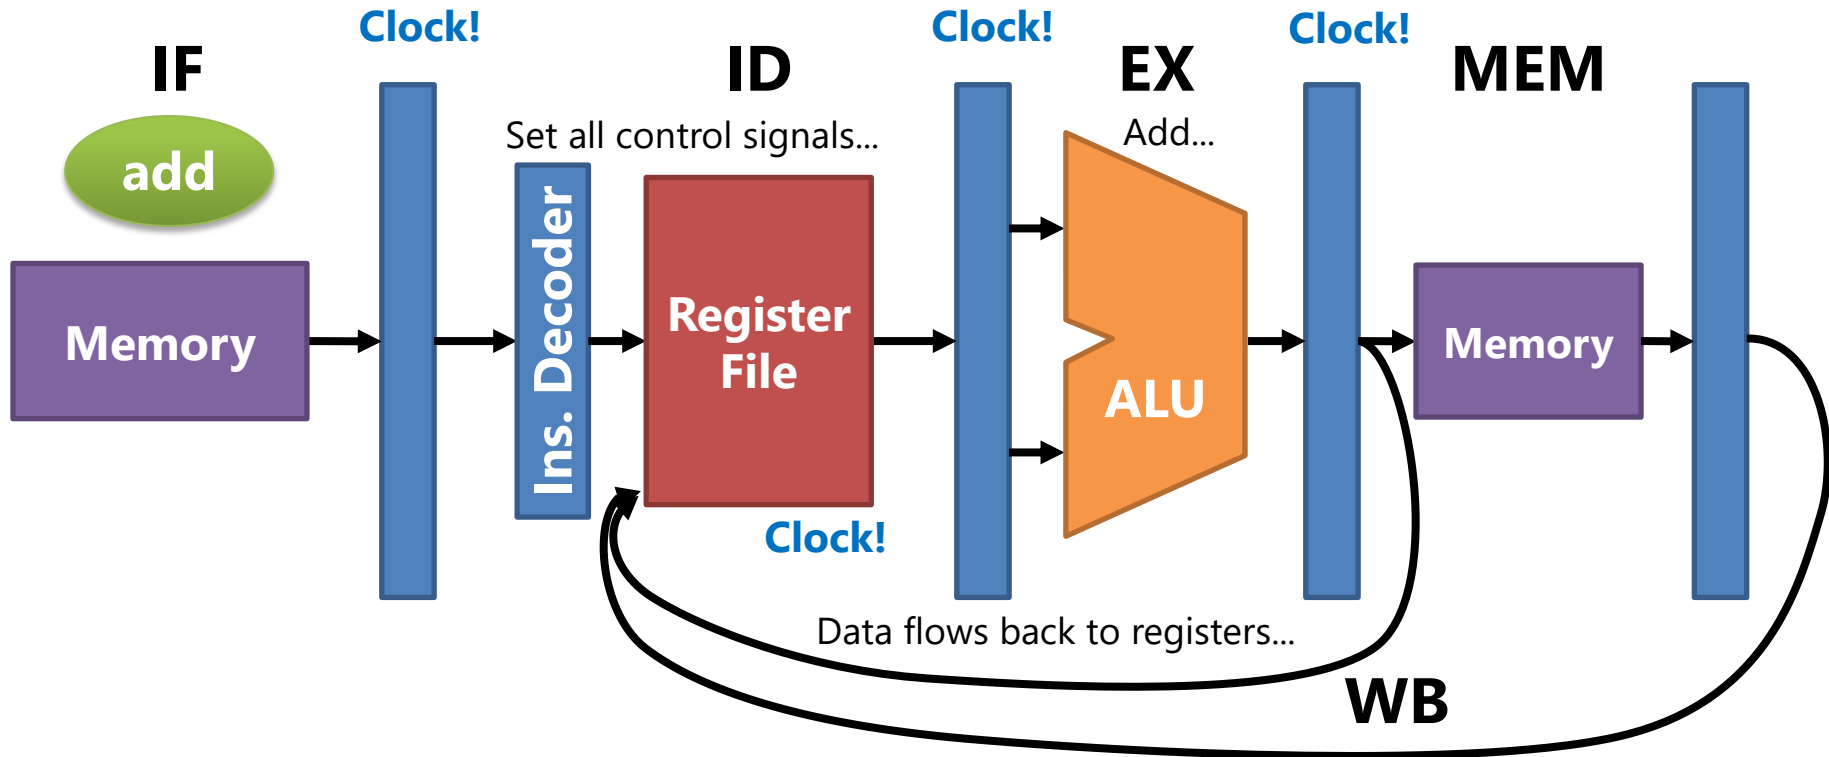 Clock!
Clock!
Clock!
IF
ID
EX
MEM
Set all control signals...
Add...
add
Ins. Decoder
Register
File
Memory
ALU
Memory
Clock!
Data flows back to registers...
WB